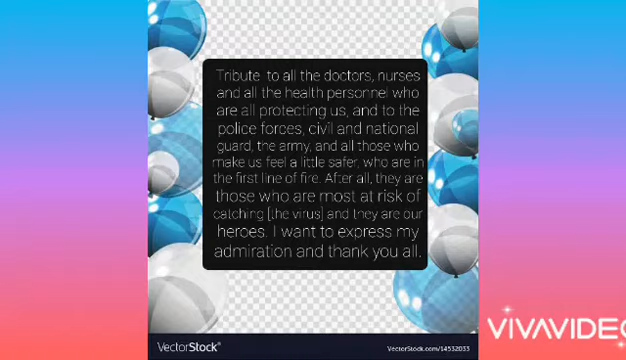 Tribute to all the doctors, nurses
and all the health personnel who
are all protecting us, and to the
police forces, civil and national
guard, the army, and all those who
make us feel a little safer, who are in
the first line of fire. After all, they are
those who are most at risk of
catching [the virus] and they are our
heroes. I want to express my
admiration and thank you all.
VectorStock®
VectorStock.com/14532033
VIVAVIDEO